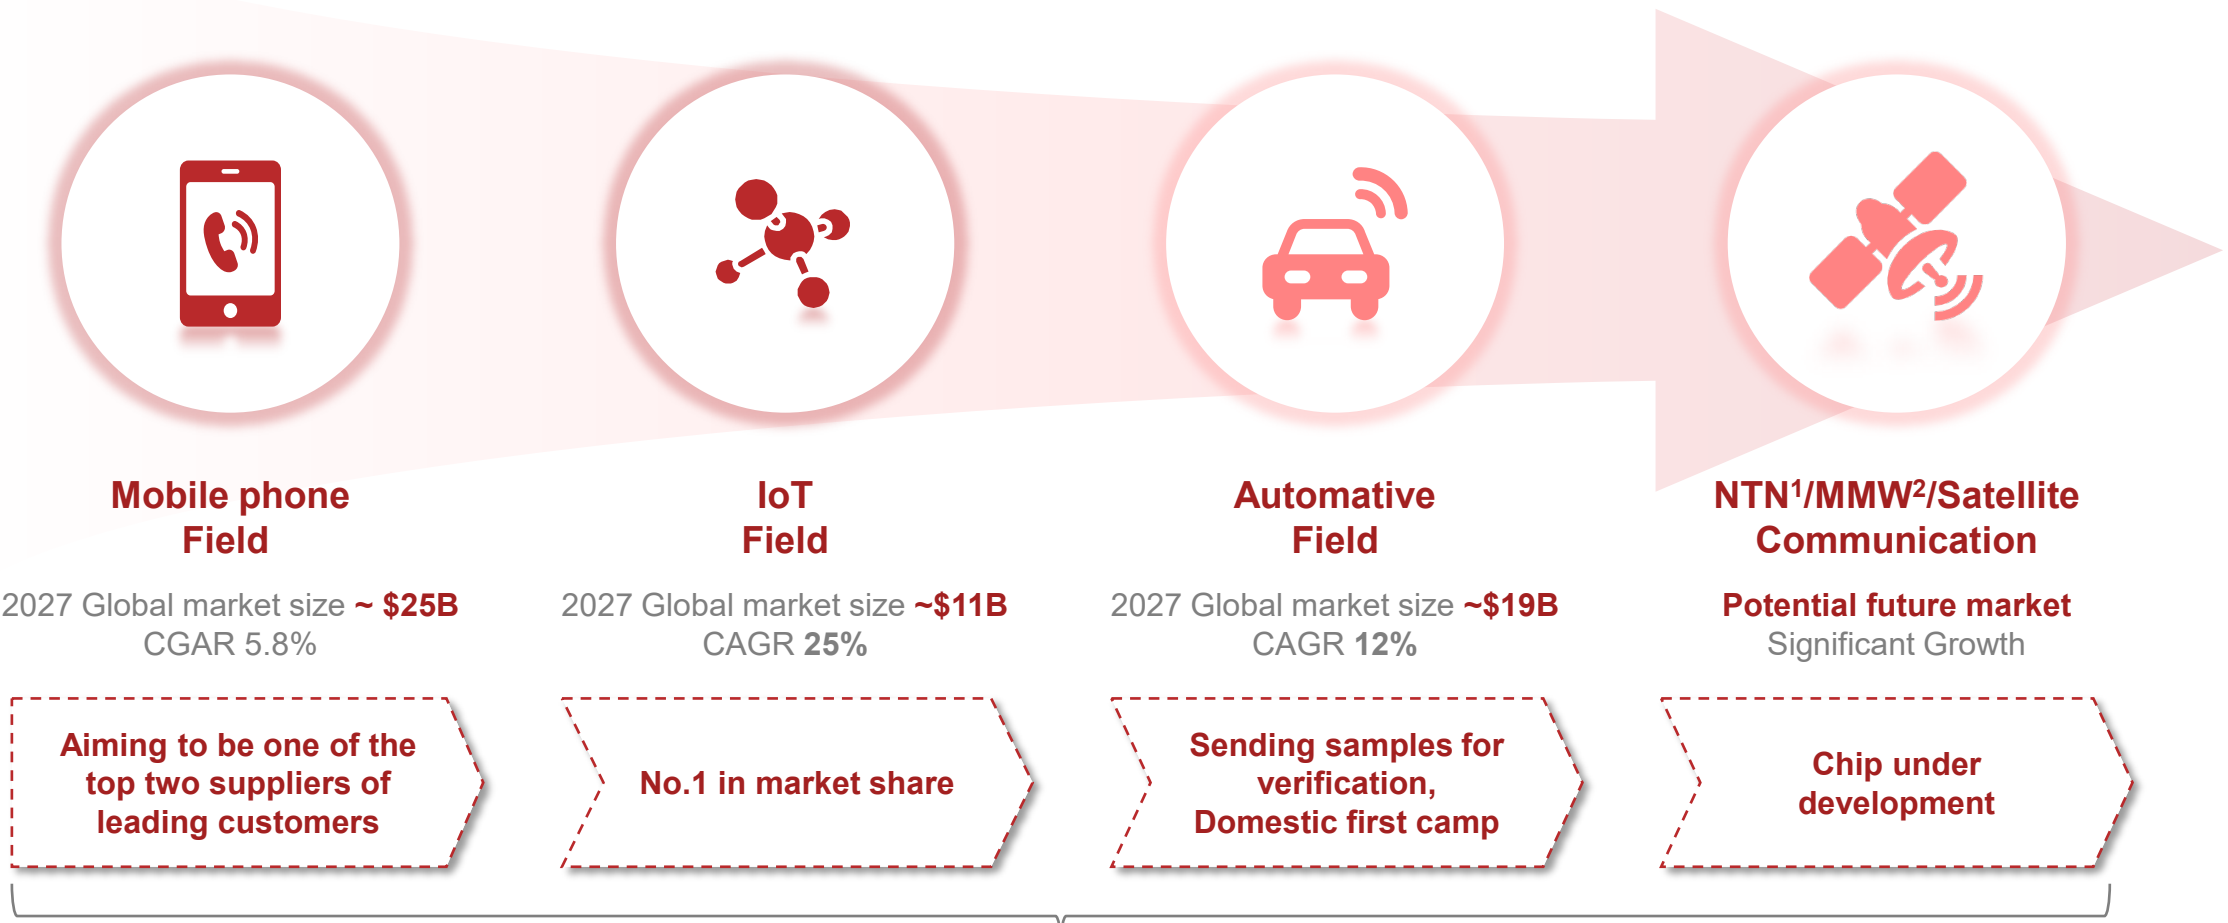 Mobile phone
Field
2027 Global market size ~ $25B
CGAR 5.8%
Aiming to be one of the
top two suppliers of
leading customers
IoT
Field
2027 Global market size ~$11B
CAGR 25%
No.1 in market share
Automative
Field
2027 Global market size ~$19B
CAGR 12%
Sending samples for
verification,
Domestic first camp
NTN¹/MMW²/Satellite
Communication
Potential future market
Significant Growth
Chip under
development